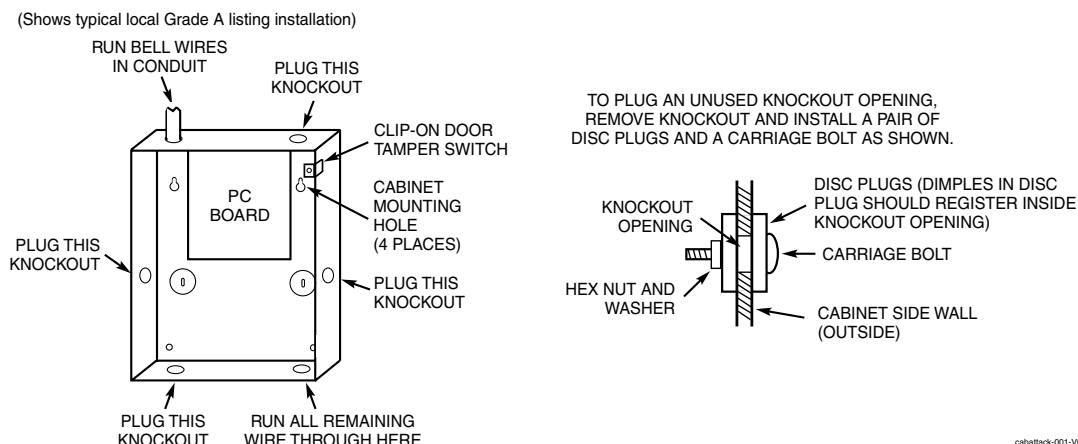 (Shows typical local Grade A listing installation)
RUN BELL WIRES
IN CONDUIT
PLUG THIS
KNOCKOUT
CLIP-ON DOOR
TAMPER SWITCH
PC
BOARD
CABINET
MOUNTING
HOLE
(4 PLACES)
PLUG THIS
KNOCKOUT
PLUG THIS
KNOCKOUT
PLUG THIS
KNOCKOUT
RUN ALL REMAINING
WIRE THROUGH HERE
TO PLUG AN UNUSED KNOCKOUT OPENING,
REMOVE KNOCKOUT AND INSTALL A PAIR OF
DISC PLUGS AND A CARRIAGE BOLT AS SHOWN.
KNOCKOUT
OPENING
DISC PLUGS (DIMPLES IN DISC
PLUG SHOULD REGISTER INSIDE
KNOCKOUT OPENING)
CARRIAGE BOLT
HEX NUT AND
WASHER
CABINET SIDE WALL
(OUTSIDE)